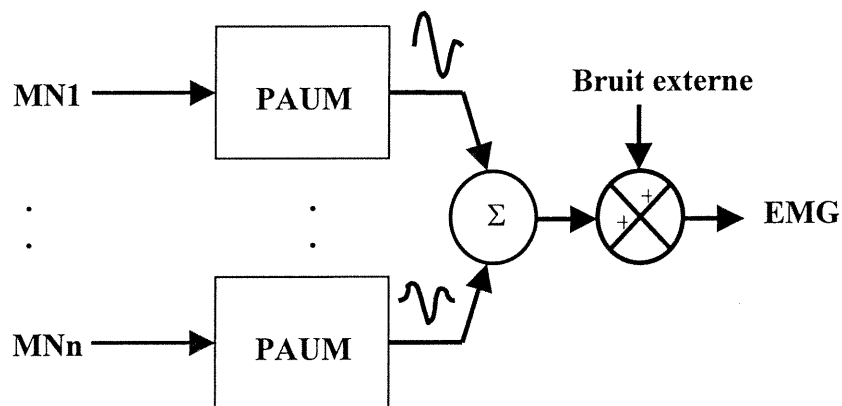 MN1
PAUM
Bruit externe
Σ
+
+
EMG
MNn
PAUM